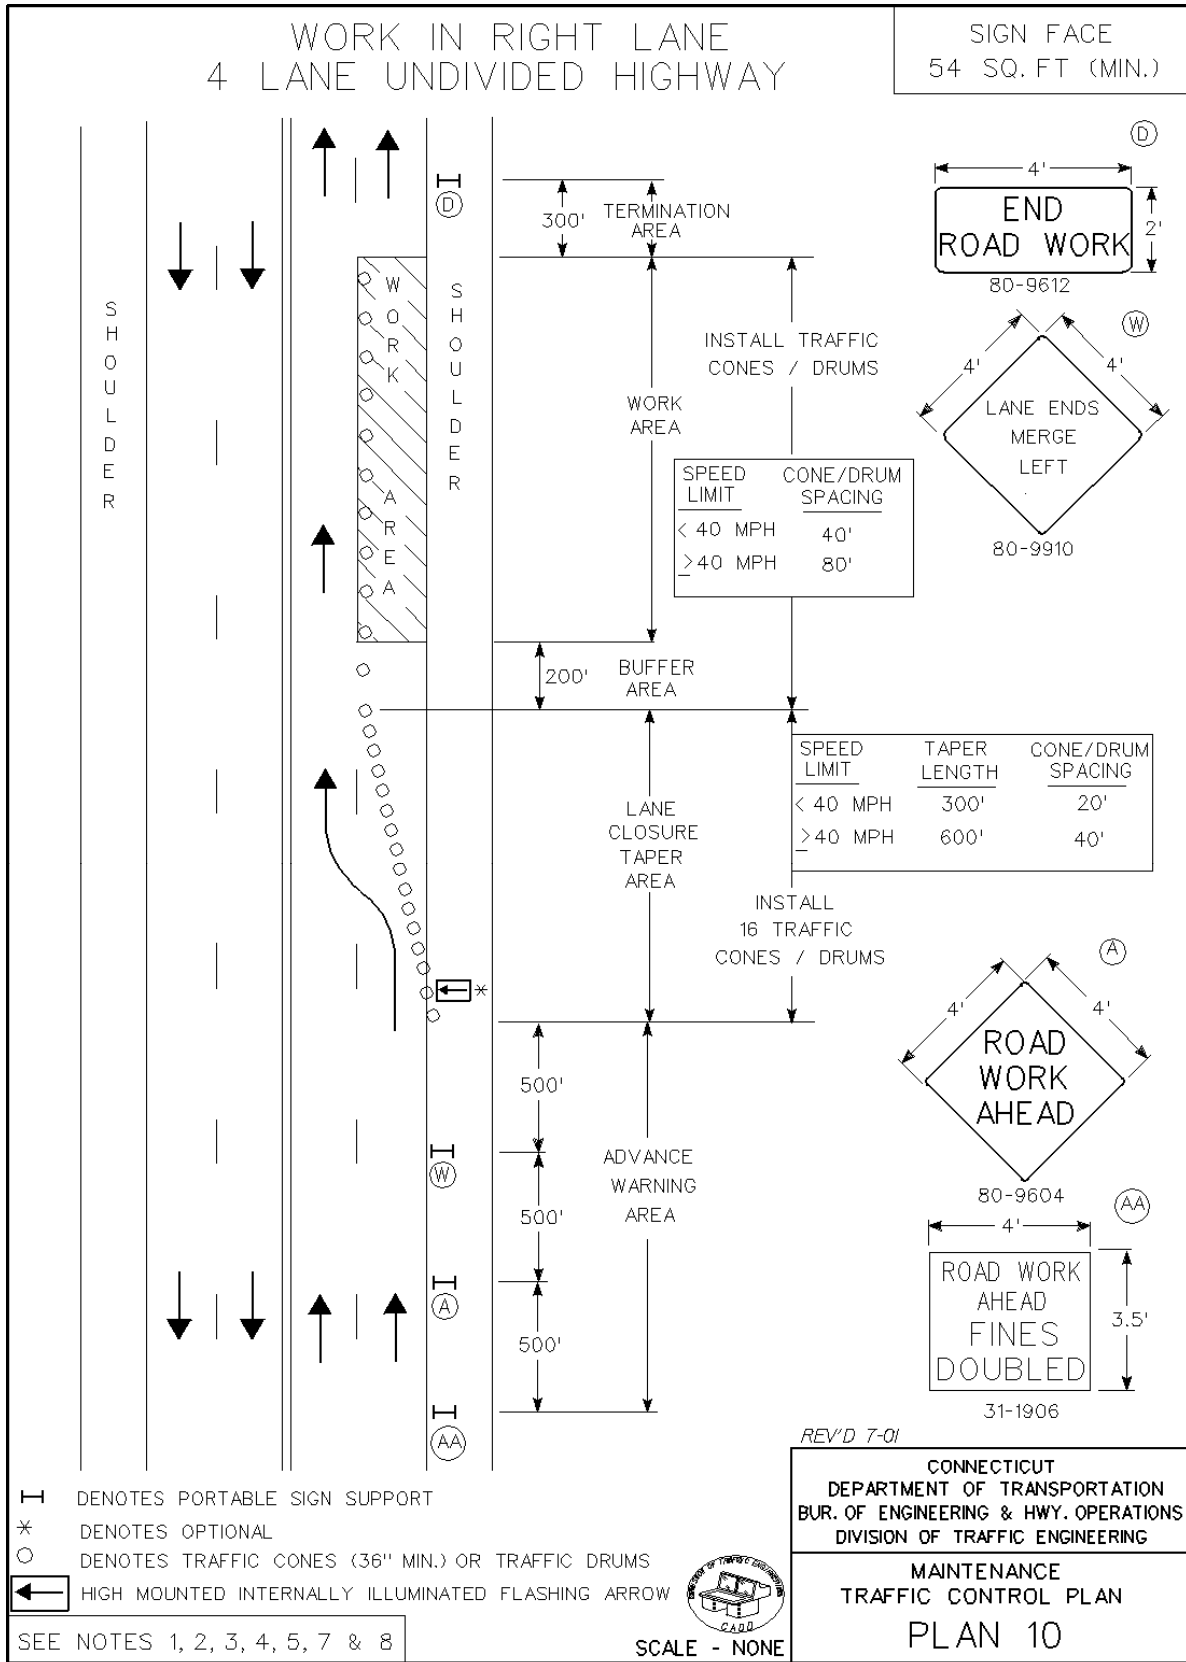 WORK IN RIGHT LANE
4 LANE UNDIVIDED HIGHWAY
SIGN FACE
54 SQ. FT (MIN.)
D
4'
END
ROAD WORK
2'
80-9612
W
4'
4'
LANE ENDS
MERGE
LEFT
80-9910
D
300'
TERMINATION
AREA
SHOULDER
WORK AREA
SHOULDER
INSTALL TRAFFIC
CONES / DRUMS
WORK
AREA
SPEED LIMIT CONE/DRUM SPACING
< 40 MPH 40'
≥40 MPH 80'
200'
BUFFER
AREA
SPEED LIMIT TAPER LENGTH CONE/DRUM SPACING
< 40 MPH 300' 20'
≥40 MPH 600' 40'
LANE
CLOSURE
TAPER
AREA
INSTALL
16 TRAFFIC
CONES / DRUMS
*
A
4'
4'
ROAD
WORK
AHEAD
80-9604
500'
W
500'
ADVANCE
WARNING
AREA
A
500'
AA
AA
4'
ROAD WORK
AHEAD
FINES
DOUBLED
3.5'
31-1906
REV'D 7-01
DENOTES PORTABLE SIGN SUPPORT
* DENOTES OPTIONAL
DENOTES TRAFFIC CONES (36" MIN.) OR TRAFFIC DRUMS
HIGH MOUNTED INTERNALLY ILLUMINATED FLASHING ARROW
SEE NOTES 1, 2, 3, 4, 5, 7 & 8
DIVISION OF TRAFFIC ENGINEERING
CADD
SCALE - NONE
CONNECTICUT
DEPARTMENT OF TRANSPORTATION
BUR. OF ENGINEERING & HWY. OPERATIONS
DIVISION OF TRAFFIC ENGINEERING
MAINTENANCE
TRAFFIC CONTROL PLAN
PLAN 10